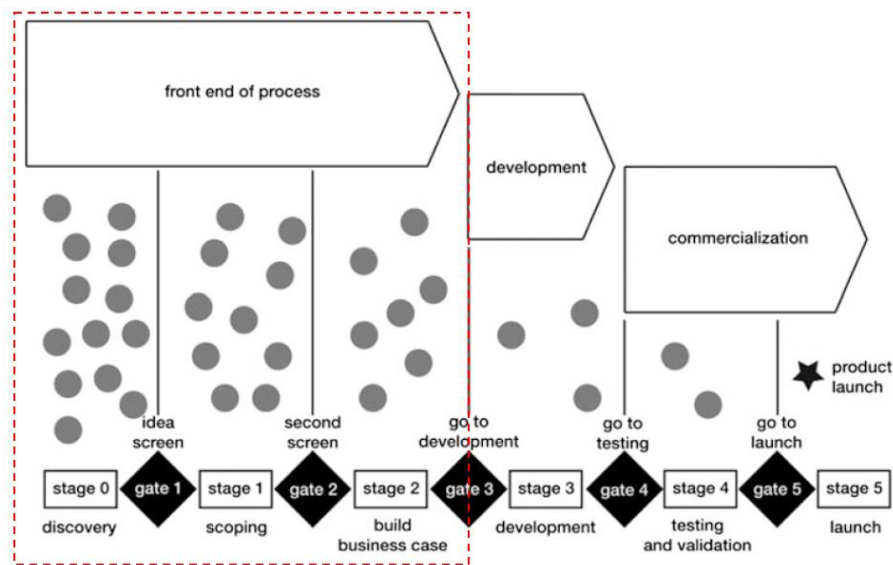 front end of process
development
commercialization
product
launch
idea
screen
second
screen
go to
development
go to
testing
go to
launch
stage 0
gate 1
stage 1
gate 2
stage 2
gate 3
stage 3
gate 4
stage 4
gate 5
stage 5
discovery
scoping
build
business case
development
testing
and validation
launch